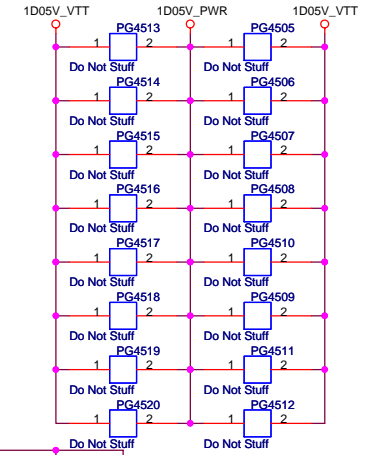 1D05V_VTT 1D05V_PWR 1D05V_VTT
PG4513 PG4505
1 2 1 2
Do Not Stuff Do Not Stuff
PG4514 PG4506
1 2 1 2
Do Not Stuff Do Not Stuff
PG4515 PG4507
1 2 1 2
Do Not Stuff Do Not Stuff
PG4516 PG4508
1 2 1 2
Do Not Stuff Do Not Stuff
PG4517 PG4510
1 2 1 2
Do Not Stuff Do Not Stuff
PG4518 PG4509
1 2 1 2
Do Not Stuff Do Not Stuff
PG4519 PG4511
1 2 1 2
Do Not Stuff Do Not Stuff
PG4520 PG4512
1 2 1 2
Do Not Stuff Do Not Stuff